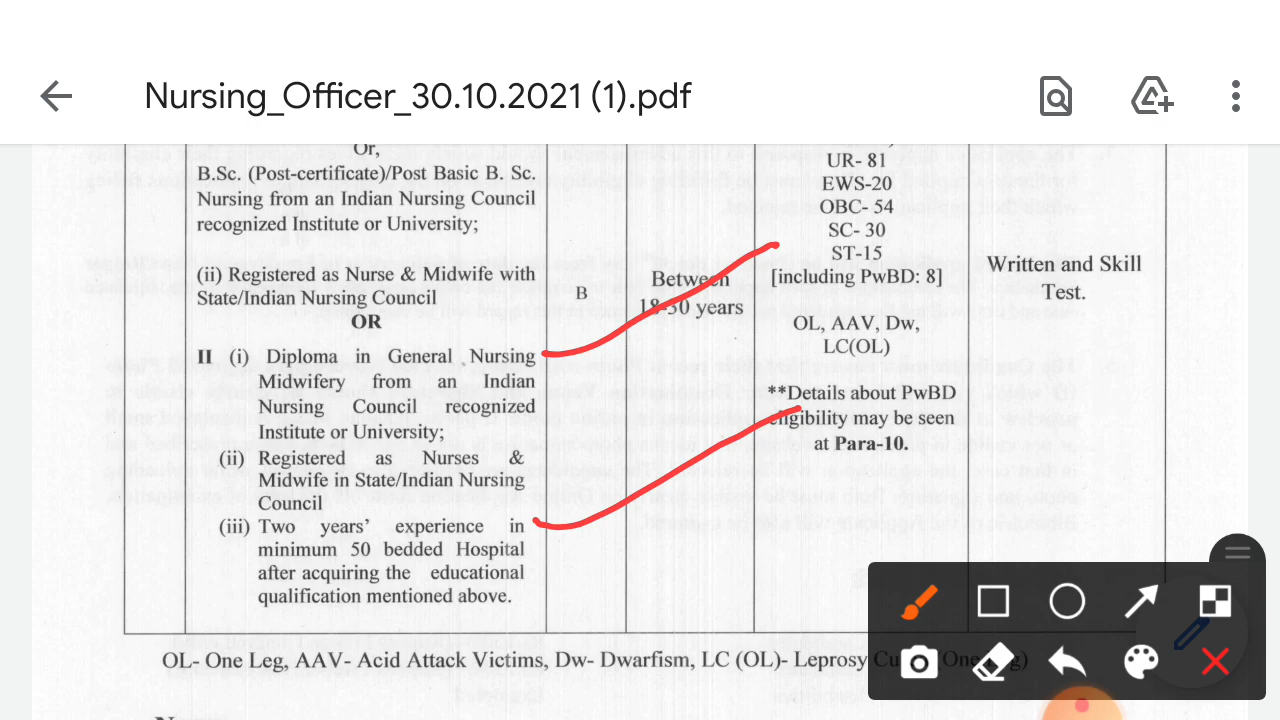 Nursing_Officer_30.10.2021 (1).pdf
Or,
B.Sc. (Post-certificate)/Post Basic B. Sc.
Nursing from an Indian Nursing Council
recognized Institute or University;
(ii) Registered as Nurse & Midwife with
State/Indian Nursing Council
OR
II (i) Diploma in General Nursing
Midwifery from an Indian
Nursing Council recognized
Institute/University;
(ii) Registered as Nurses &
Midwife in State/Indian Nursing
Council
(iii) Two years' experience in
minimum 50 bedded Hospital
after acquiring the educational
qualification mentioned above.
B
Between
18-30 years
UR- 81
EWS-20
OBC- 54
SC- 30
ST-15
[including PwBD: 8]
OL, AAV, Dw,
LC(OL)
**Details about PwBD
eligibility may be seen
at Para-10.
Written and Skill
Test.
OL- One Leg, AAV- Acid Attack Victims, Dw- Dwarfism, LC (OL)- Leprosy